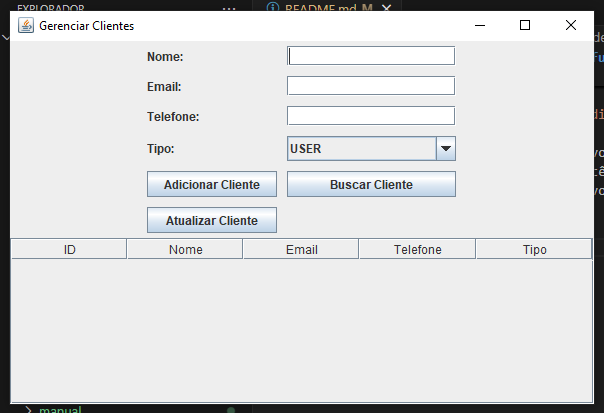 EXPLORADOR ... README.md M
Gerenciar Clientes
Nome:
Email:
Telefone:
Tipo: USER
Adicionar Cliente Buscar Cliente
Atualizar Cliente
ID Nome Email Telefone Tipo
manual